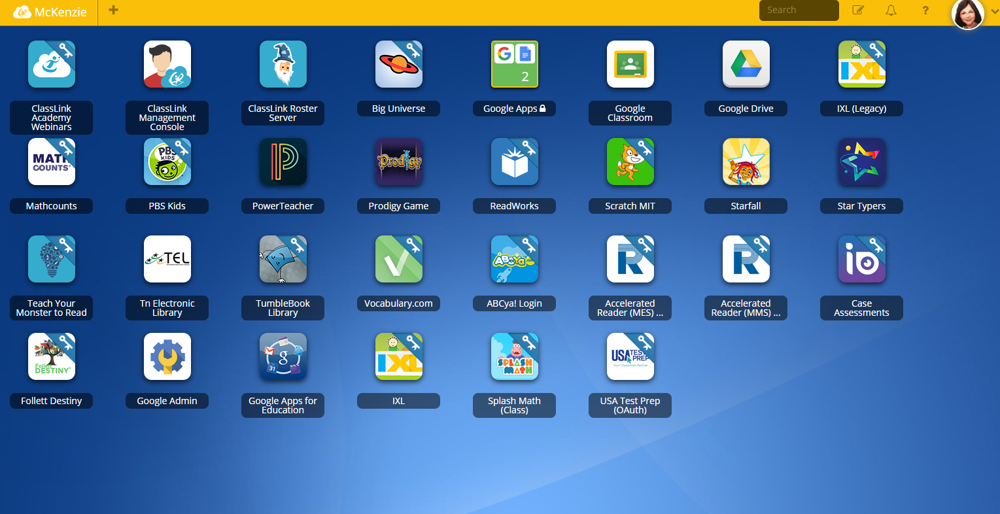 McKenzie
Search
2
IXL
ClassLink
Academy
Webinars
ClassLink
Management
Console
ClassLink Roster
Server
Big Universe
Google Apps
Google
Classroom
Google Drive
IXL (Legacy)
MATH
COUNTS®
PBS
KIDS
Prodigy
Mathcounts
PBS Kids
PowerTeacher
Prodigy Game
ReadWorks
Scratch MIT
Starfall
Star Typers
TEL
ABCya!
R
R
Teach Your
Monster to Read
Tn Electronic
Library
TumbleBook
Library
Vocabulary.com
ABCya! Login
Accelerated
Reader (MES) ...
Accelerated
Reader (MMS) ...
Case
Assessments
Follett
DESTINY®
g
31
IXL
SPLASH
MATH
USATEST
PREP
Your Classroom Partner
Follett Destiny
Google Admin
Google Apps for
Education
IXL
Splash Math
(Class)
USA Test Prep
(OAuth)